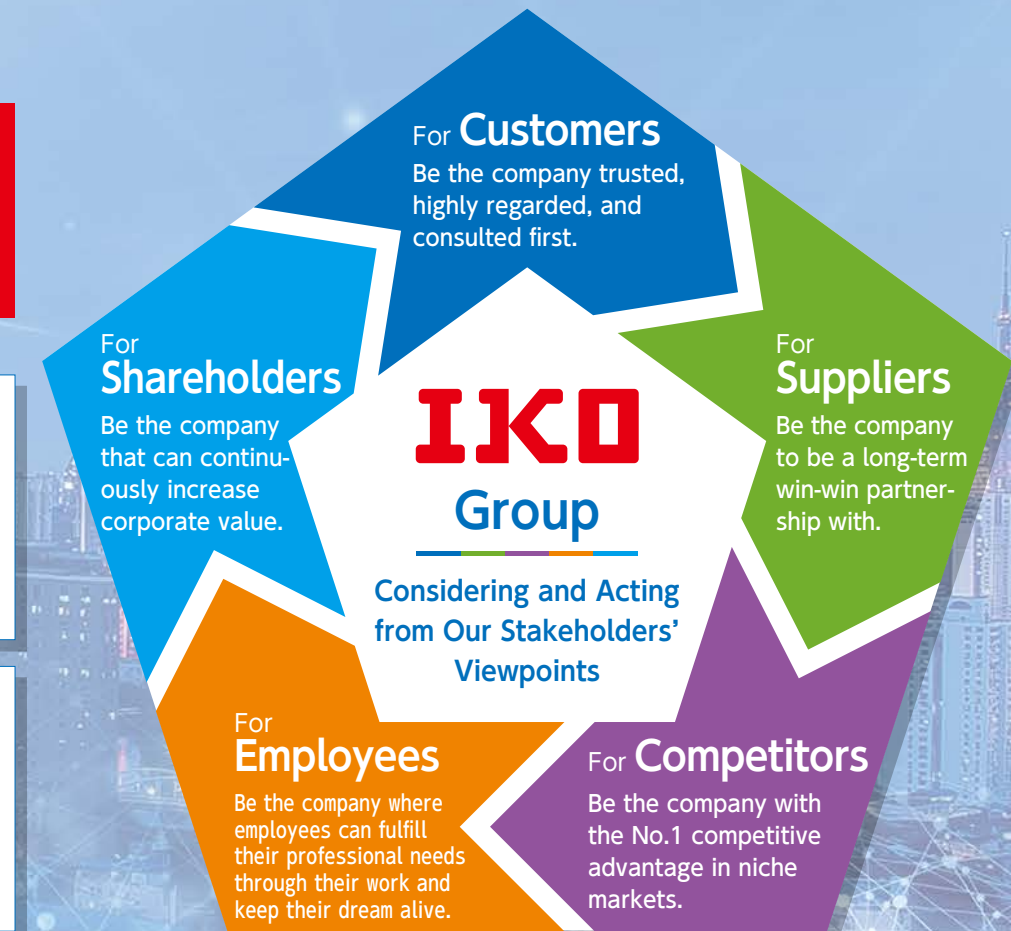 For Customers
Be the company trusted,
highly regarded, and
consulted first.
For
Shareholders
Be the company
that can continu-
ously increase
corporate value.
For
Suppliers
Be the company
to be a long-term
win-win partner-
ship with.
IKO
Group
Considering and Acting
from Our Stakeholders’
Viewpoints
For
Employees
Be the company where
employees can fulfill
their professional needs
through their work and
keep their dream alive.
For Competitors
Be the company with
the No.1 competitive
advantage in niche
markets.